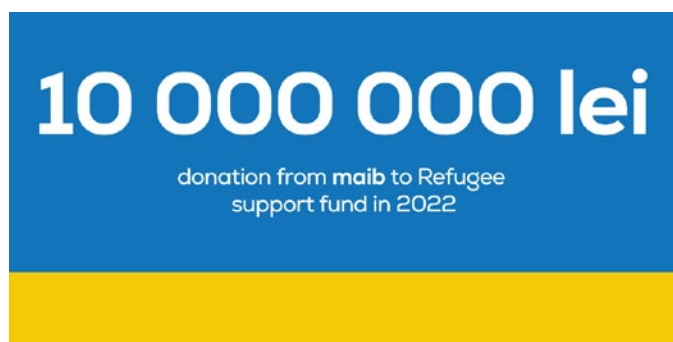 10 000 000 lei
donation from maib to Refugee
support fund in 2022